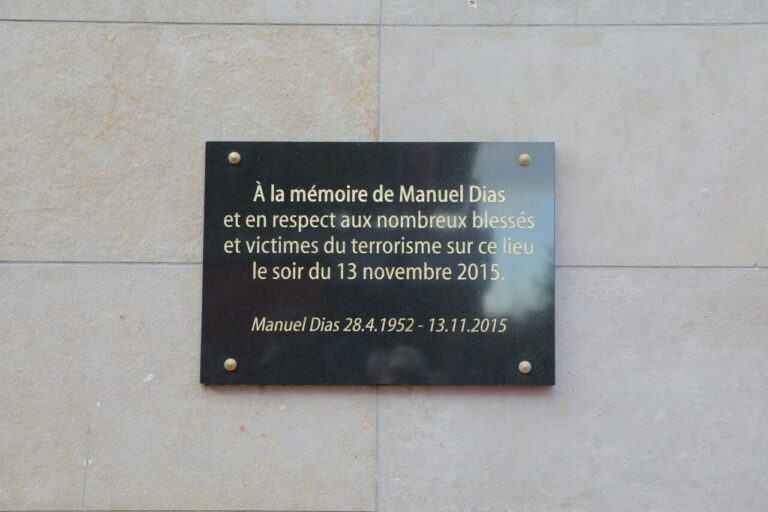 À la mémoire de Manuel Dias
et en respect aux nombreux blessés
et victimes du terrorisme sur ce lieu
le soir du 13 novembre 2015.
Manuel Dias 28.4.1952 - 13.11.2015